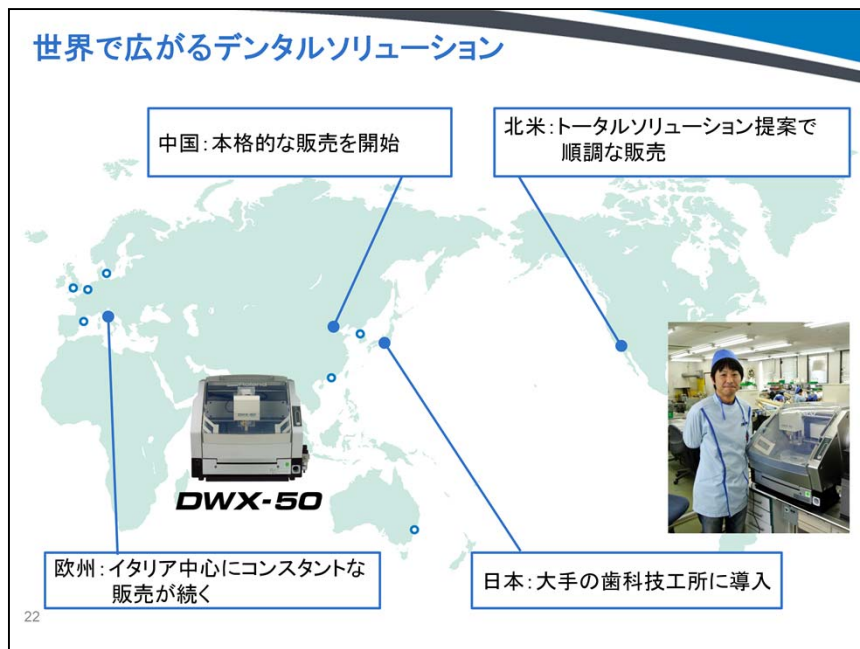 世界で広がるデンタルソリューション
中国：本格的な販売を開始
北米：トータルソリューション提案で
順調な販売
DWX-50
欧州：イタリア中心にコンスタントな
販売が続く
日本：大手の歯科技工所に導入
22